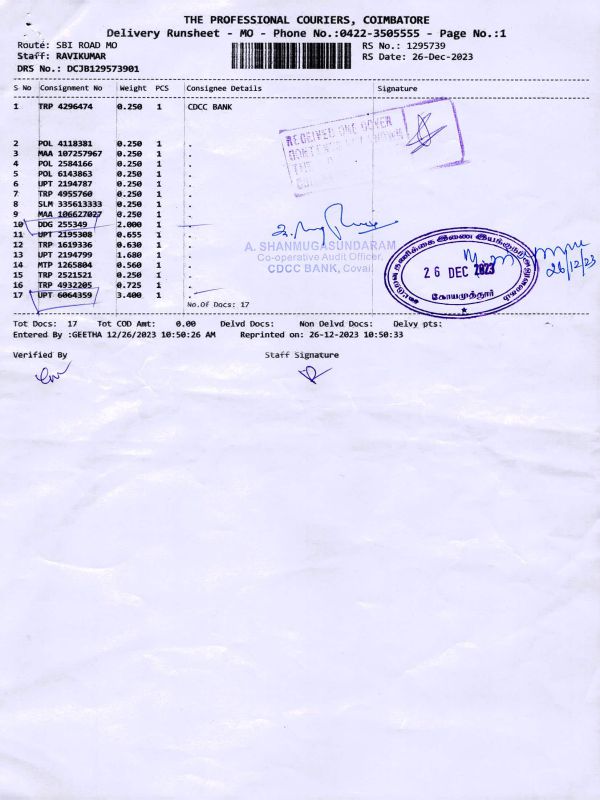 THE PROFESSIONAL COURIERS, COIMBATORE
Delivery Runsheet - MO - Phone No.:0422-3505555 - Page No.:1
Route: SBI ROAD MO
RS No.: 1295739
Staff: RAVIKUMAR
RS Date: 26-Dec-2023
DRS No.: DCJB129573901
S No Consignment No Weight PCS Consignee Details Signature
1 TRP 4296474 0.250 1 CDCC BANK
RECEIVED ONE COVER
2 POL 4118381 0.250 1 .
3 MAA 107257967 0.250 1 .
4 POL 2584166 0.250 1 .
5 POL 6143863 0.250 1 .
6 UPT 2194787 0.250 1 .
7 TRP 4955760 0.250 1 .
8 SLM 335613333 0.250 1 .
9 MAA 106627027 0.250 1 .
10 DDG 255349 2.000 1 .
11 UPT 2195308 0.655 1 .
12 TRP 1619336 0.630 1 .
13 UPT 2194799 1.680 1 .
14 MTP 1265804 0.560 1 .
15 TRP 2521521 0.250 1 .
16 TRP 4932205 0.725 1 .
17 UPT 6064359 3.400 1 .
A. SHANMUGASUNDARAM
Co-operative Audit Officer,
CDCC BANK, Covai.
26 DEC 2023
கோயமுத்தூர்
26/12/23
No.Of Docs: 17
Tot Docs: 17 Tot COD Amt: 0.00 Delvd Docs: Non Delvd Docs: Delvy pts:
Entered By :GEETHA 12/26/2023 10:50:26 AM Reprinted on: 26-12-2023 10:50:33
Verified By Staff Signature